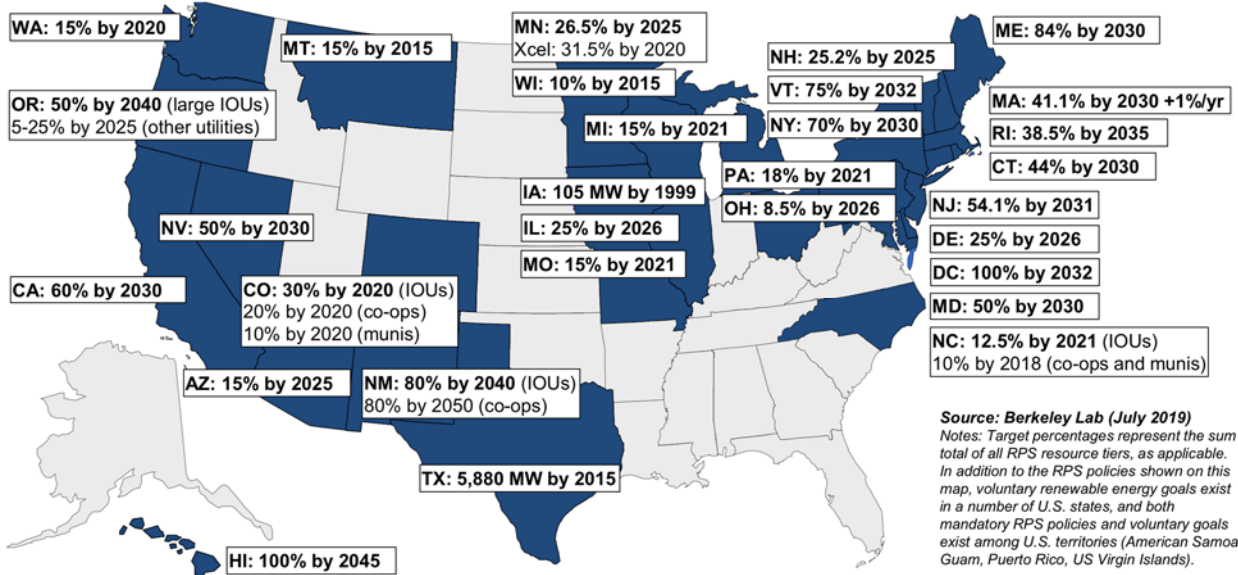 WA: 15% by 2020
MT: 15% by 2015
MN: 26.5% by 2025
Xcel: 31.5% by 2020
ME: 84% by 2030
NH: 25.2% by 2025
WI: 10% by 2015
VT: 75% by 2032
OR: 50% by 2040 (large IOUs)
5-25% by 2025 (other utilities)
MA: 41.1% by 2030 +1%/yr
MI: 15% by 2021
NY: 70% by 2030
RI: 38.5% by 2035
CT: 44% by 2030
PA: 18% by 2021
IA: 105 MW by 1999
OH: 8.5% by 2026
NJ: 54.1% by 2031
NV: 50% by 2030
IL: 25% by 2026
DE: 25% by 2026
MO: 15% by 2021
DC: 100% by 2032
CA: 60% by 2030
CO: 30% by 2020 (IOUs)
20% by 2020 (co-ops)
10% by 2020 (munis)
MD: 50% by 2030
NC: 12.5% by 2021 (IOUs)
10% by 2018 (co-ops and munis)
AZ: 15% by 2025
NM: 80% by 2040 (IOUs)
80% by 2050 (co-ops)
TX: 5,880 MW by 2015
HI: 100% by 2045
Source: Berkeley Lab (July 2019)
Notes: Target percentages represent the sum
total of all RPS resource tiers, as applicable.
In addition to the RPS policies shown on this
map, voluntary renewable energy goals exist
in a number of U.S. states, and both
mandatory RPS policies and voluntary goals
exist among U.S. territories (American Samoa
Guam, Puerto Rico, US Virgin Islands).